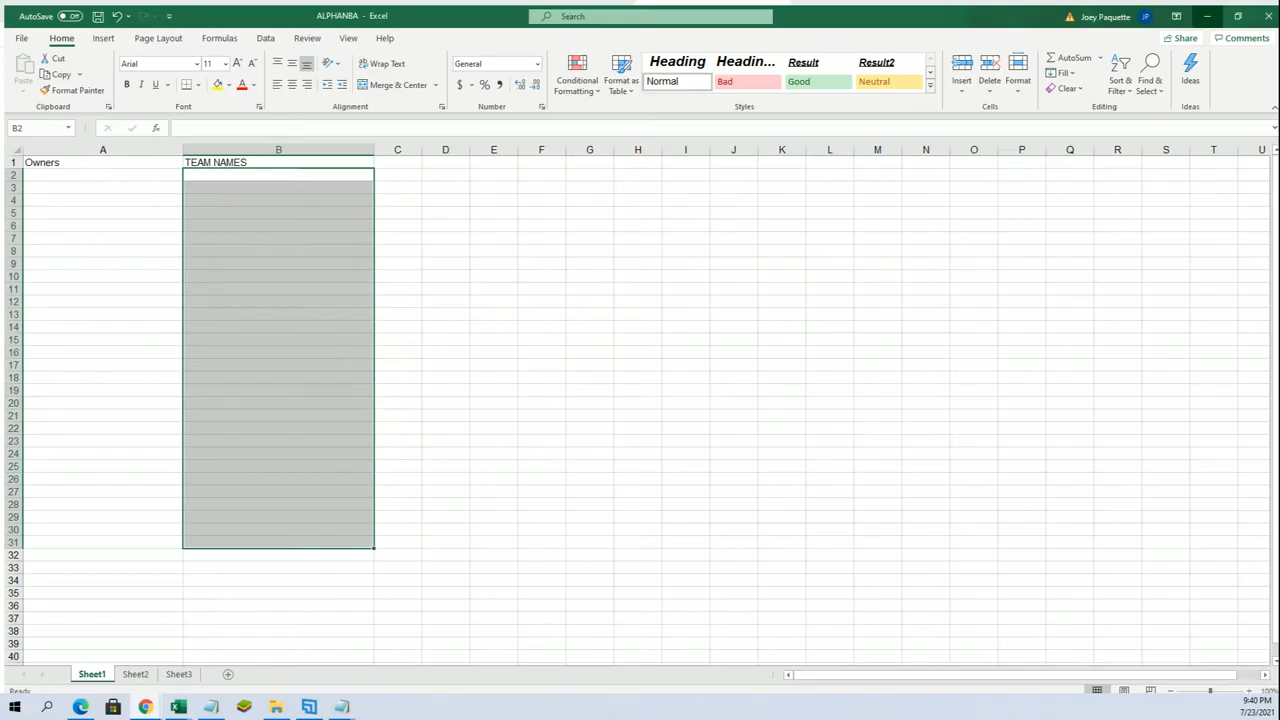 AutoSave Off ALPHANBA - Excel Search Joey Paquette JP
File Home Insert Page Layout Formulas Data Review View Help Share Comments
Paste Cut Copy Format Painter Clipboard
Arial 11 B I U A Font
Wrap Text Merge & Center Alignment
General $ % Number
Conditional Formatting Format as Table
Heading Headin... Result Result2
Normal Bad Good Neutral
Styles
Insert Delete Format Cells
AutoSum Fill Clear Sort & Filter Find & Select Editing
Ideas Ideas
B2 fx
A B C D E F G H I J K L M N O P Q R S T U
1 Owners TEAM NAMES
2
3
4
5
6
7
8
9
10
11
12
13
14
15
16
17
18
19
20
21
22
23
24
25
26
27
28
29
30
31
32
33
34
35
36
37
38
39
40
Sheet1 Sheet2 Sheet3
Ready 100%
9:40 PM
7/23/2021